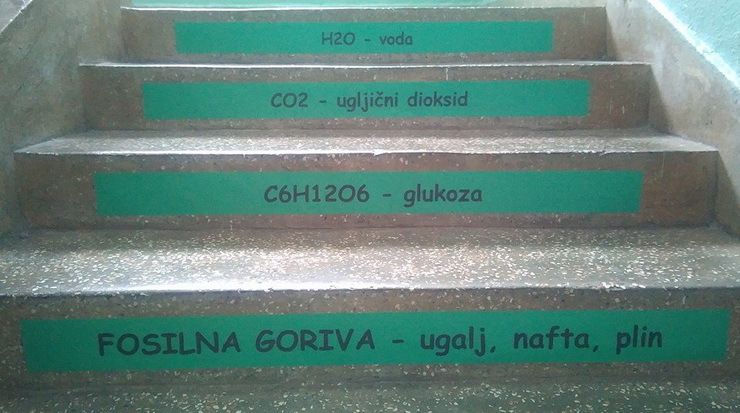 H2O - voda
CO2 - ugljični dioksid
C6H12O6 - glukoza
FOSILNA GORIVA - ugalj, nafta, plin